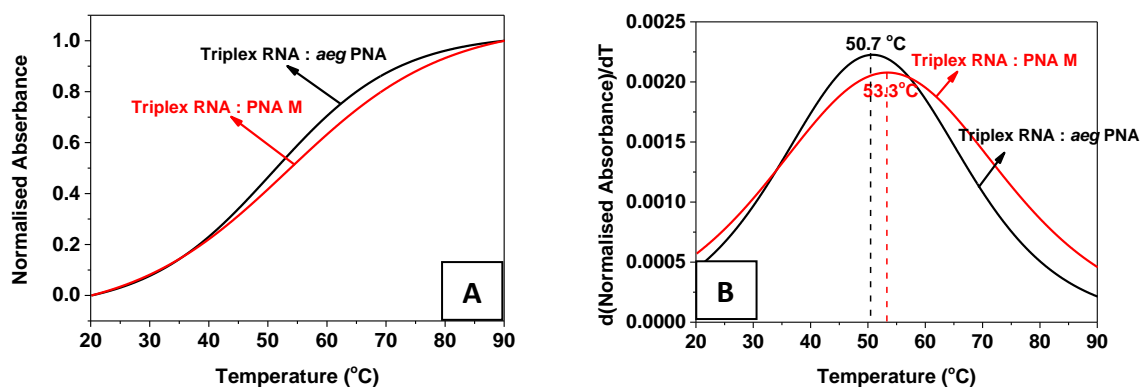 Normalised Abserbance
1.0
0.8
0.6
0.4
0.2
0.0
Triplex RNA : aeg PNA
Triplex RNA : PNA M
A
20 30 40 50 60 70 80 90
Temperature (°C)
d(Normalised Absorbance)/dT
0.0025
0.0020
0.0015
0.0010
0.0005
0.0000
50.7 °C
Triplex RNA : PNA M
53.3°C
Triplex RNA : aeg PNA
B
20 30 40 50 60 70 80 90
Temperature (°C)